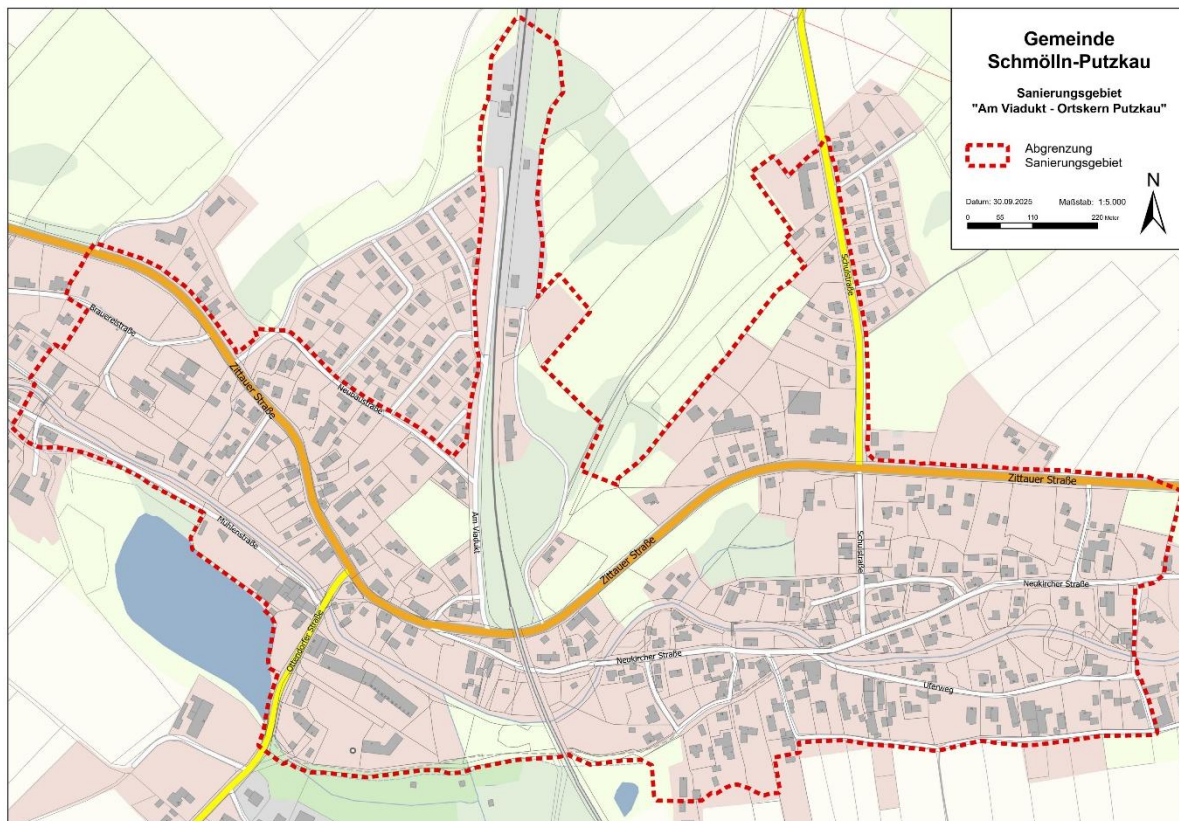 Gemeinde
Schmölln-Putzkau
Sanierungsgebiet
"Am Viadukt - Ortskern Putzkau"
Abgrenzung
Sanierungsgebiet
N
Datum: 30.09.2025 Maßstab: 1:5.000
0 55 110 220 Meter
Schulstraße
Brauereistraße
Zittauer Straße
Neubaustraße
Zittauer Straße
Mühlenstraße
Am Viadukt
Zittauer Straße
Schulstraße
Neukircher Straße
Ottendorfer Straße
Neukircher Straße
Uferweg